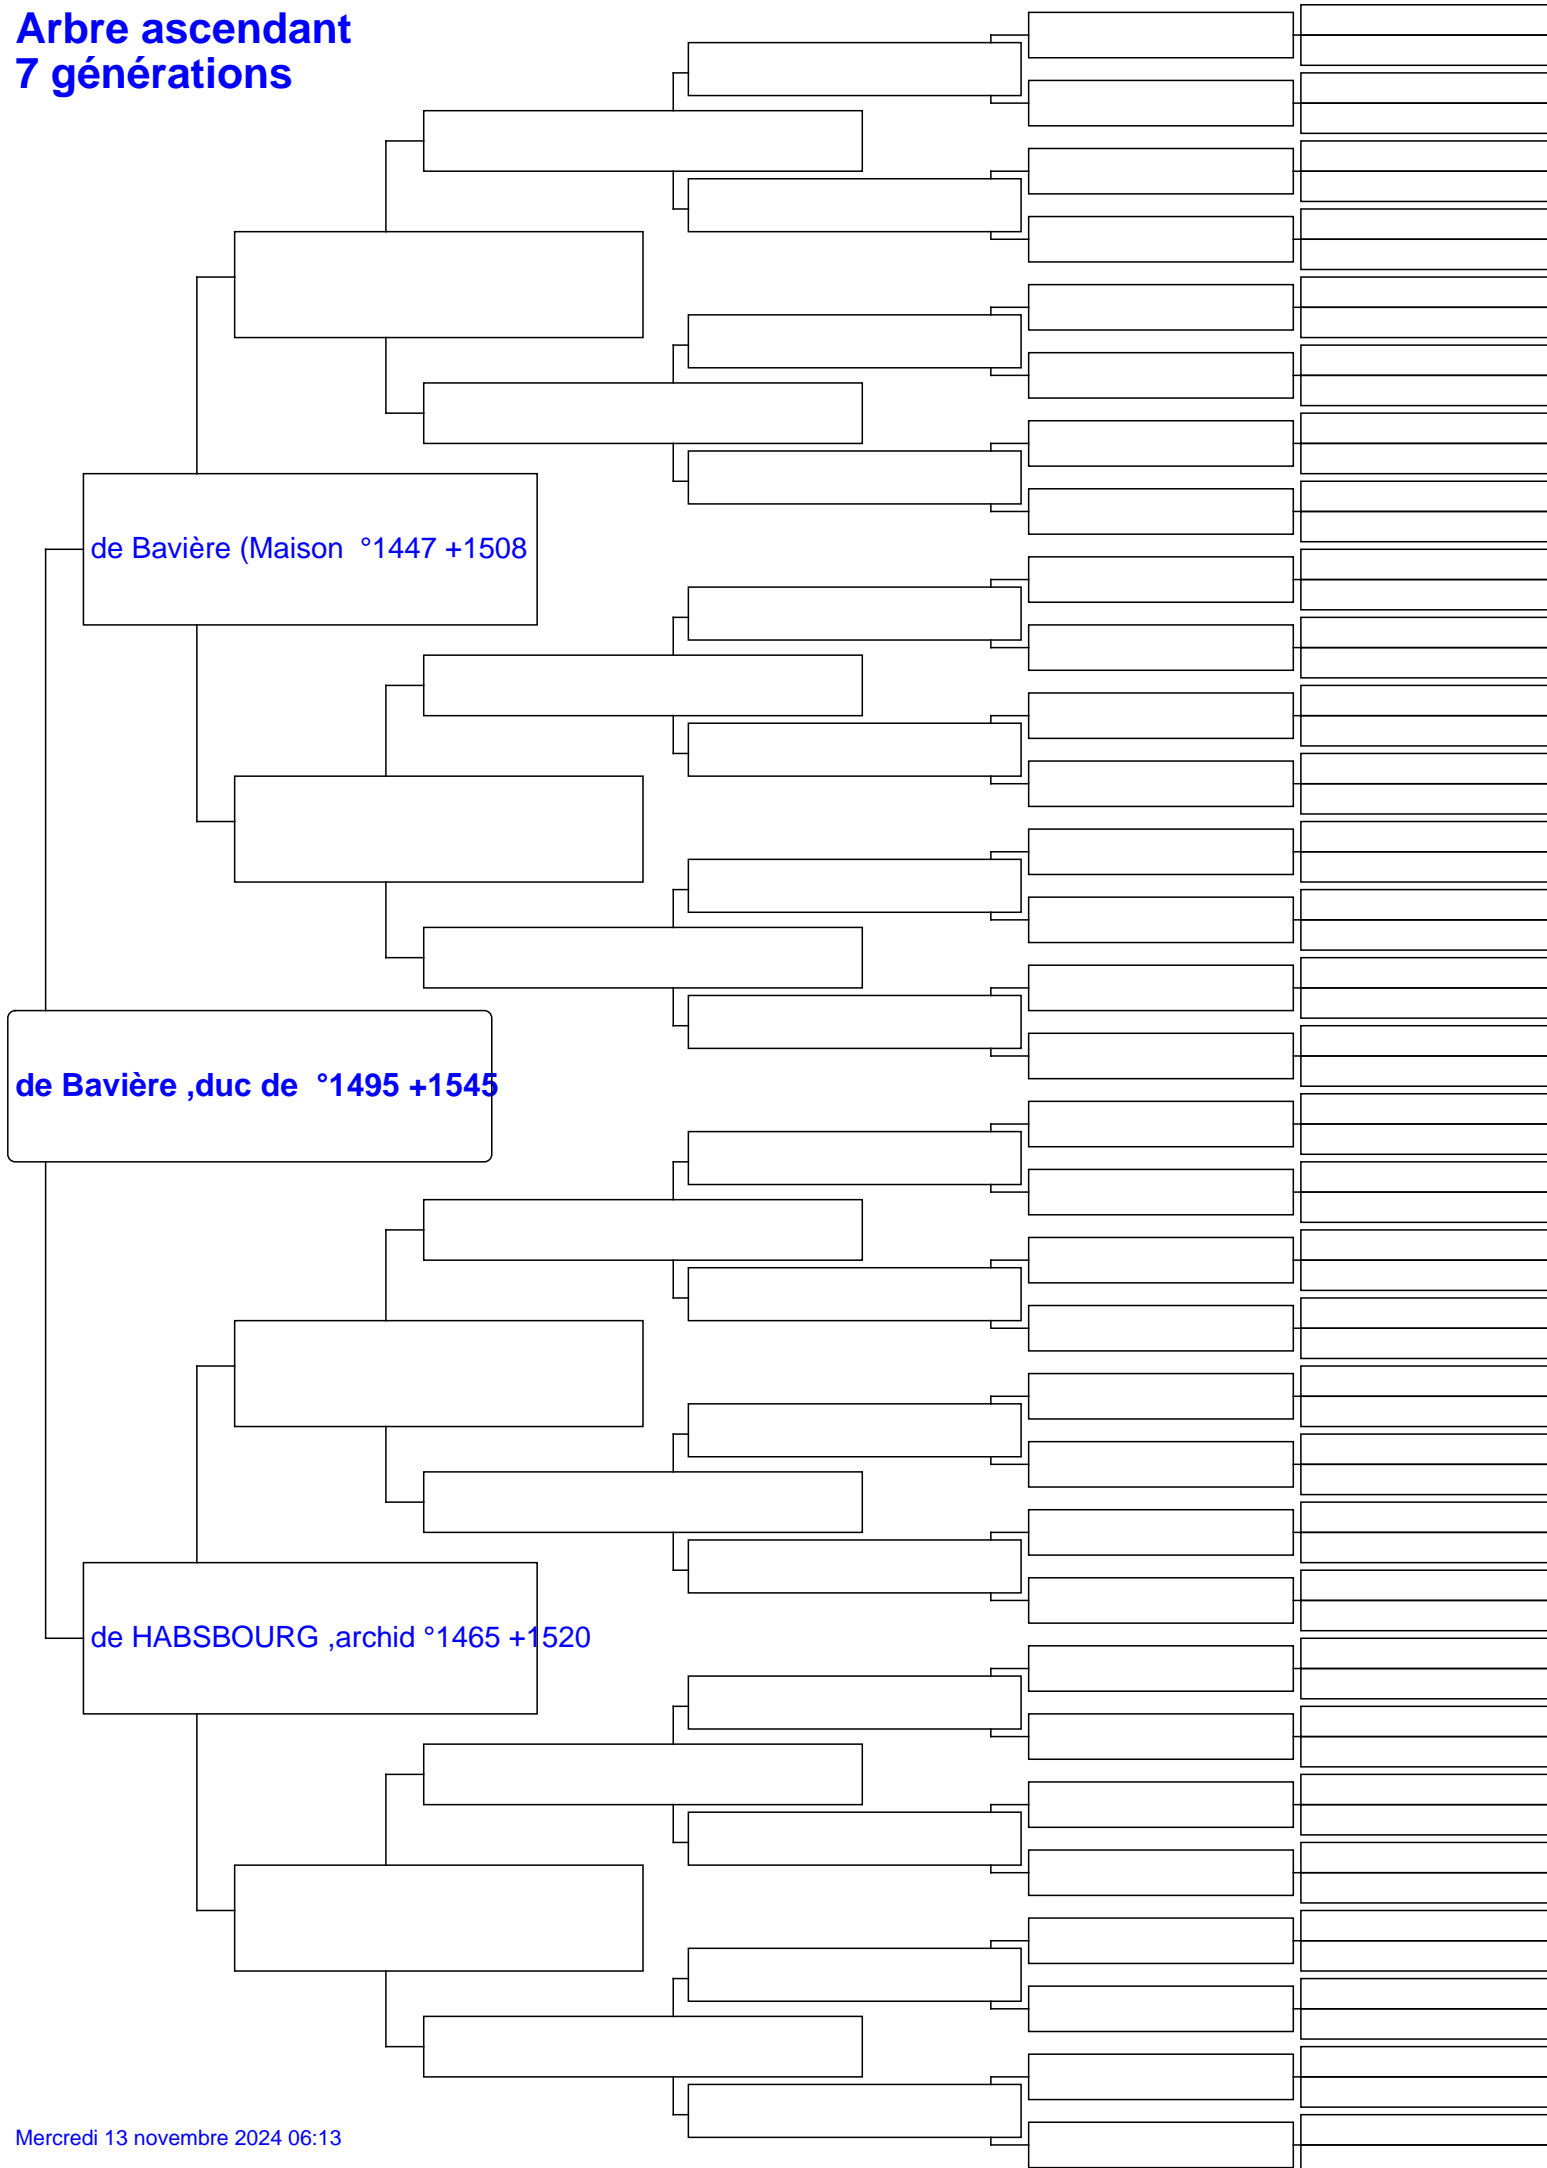 Arbre ascendant
7 générations
de Bavière (Maison  °1447 +1508
de Bavière ,duc de  °1495 +1545
de HABSBOURG ,archid °1465 +1520
Mercredi 13 novembre 2024 06:13